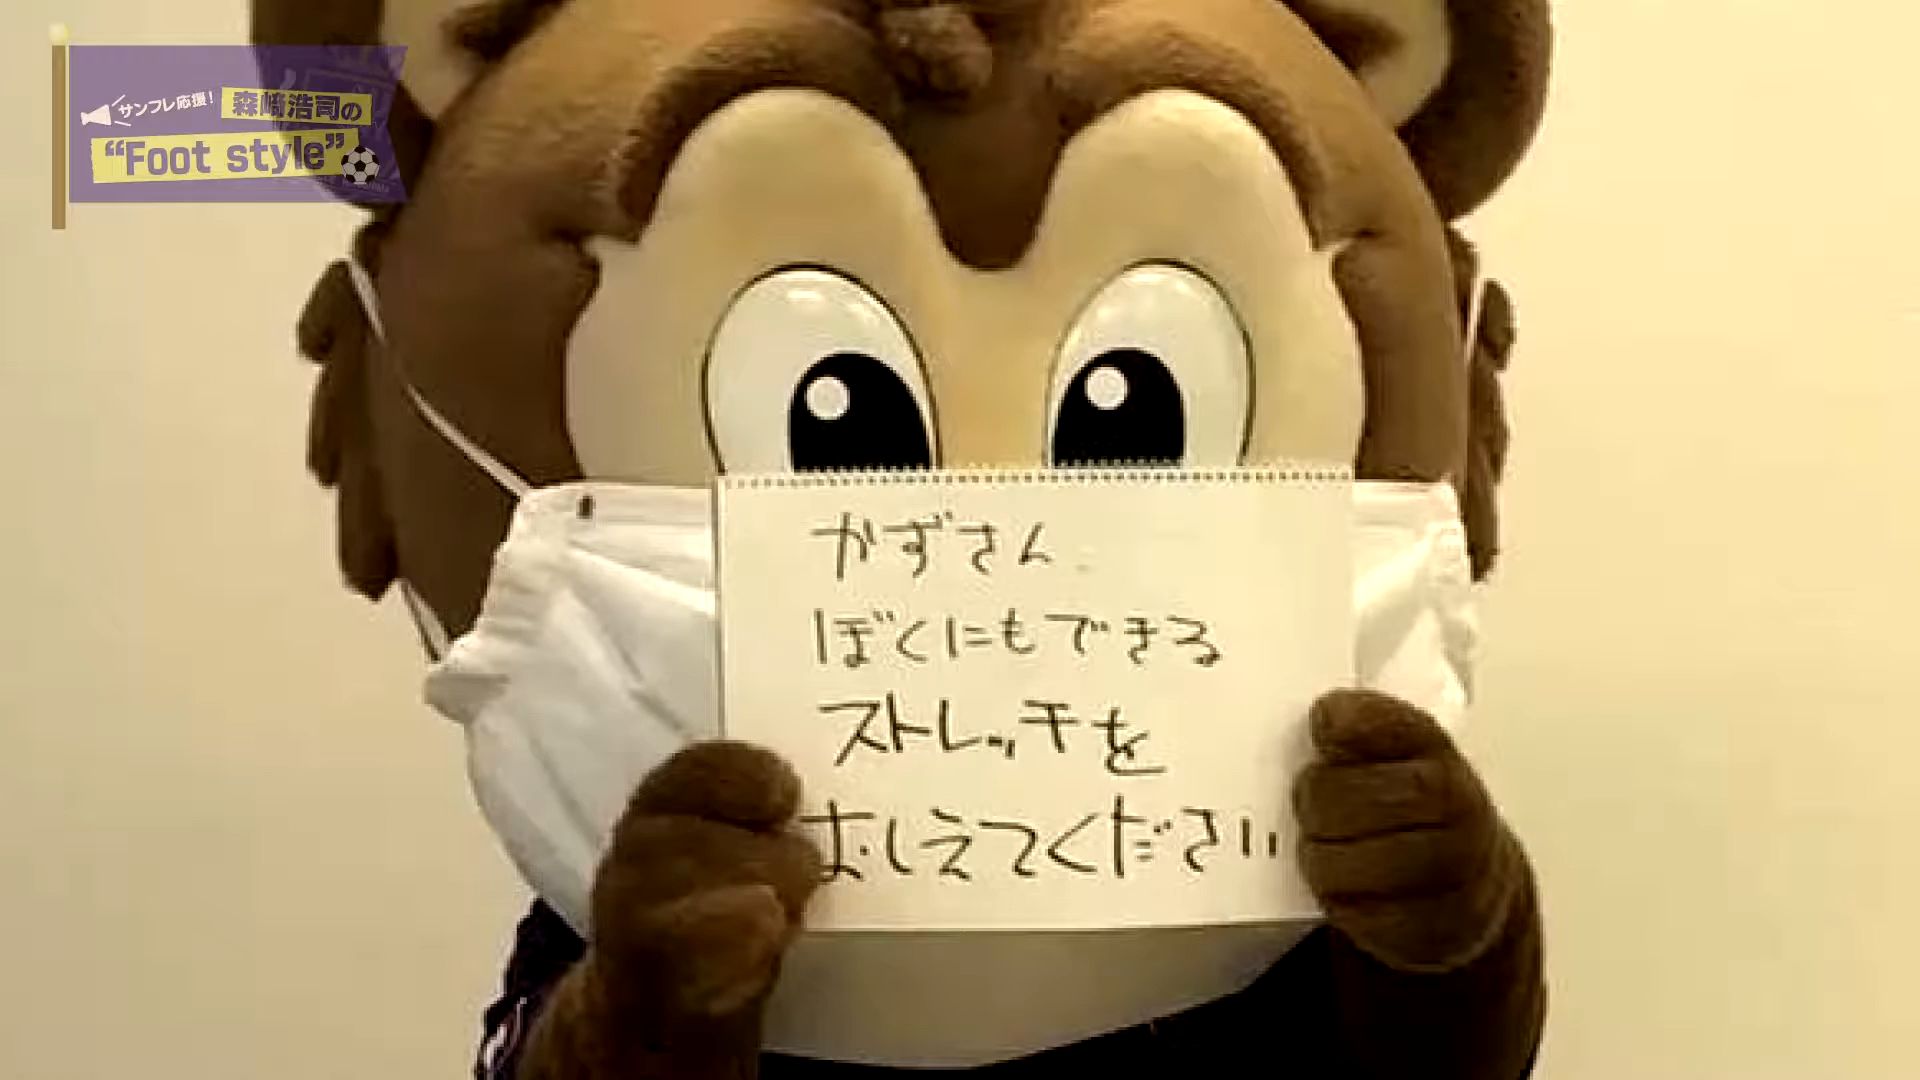 サンフレ応援!
森﨑浩司の
“Foot style”
かずさん
ぼくにもできる
ストレッチを
おしえてください